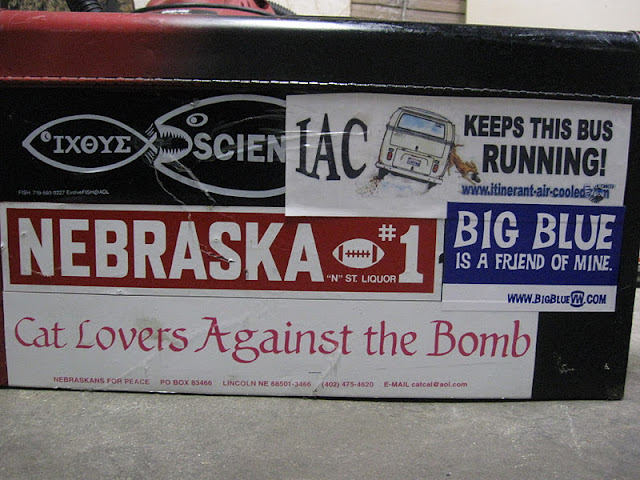 ΙΧΘΥΣ
SCIEN
FISH 719-593-0227 EvolveFISH@AOL
IAC
KEEPS THIS BUS
RUNNING!
www.itinerant-air-cooled
NEBRASKA #1
"N" ST. LIQUOR
BIG BLUE
IS A FRIEND OF MINE.
WWW.BIGBLUEVW.COM
Cat Lovers Against the Bomb
NEBRASKANS FOR PEACE PO BOX 83466 LINCOLN NE 68501-3466 (402) 475-4620 E-MAIL catcal@aol.com